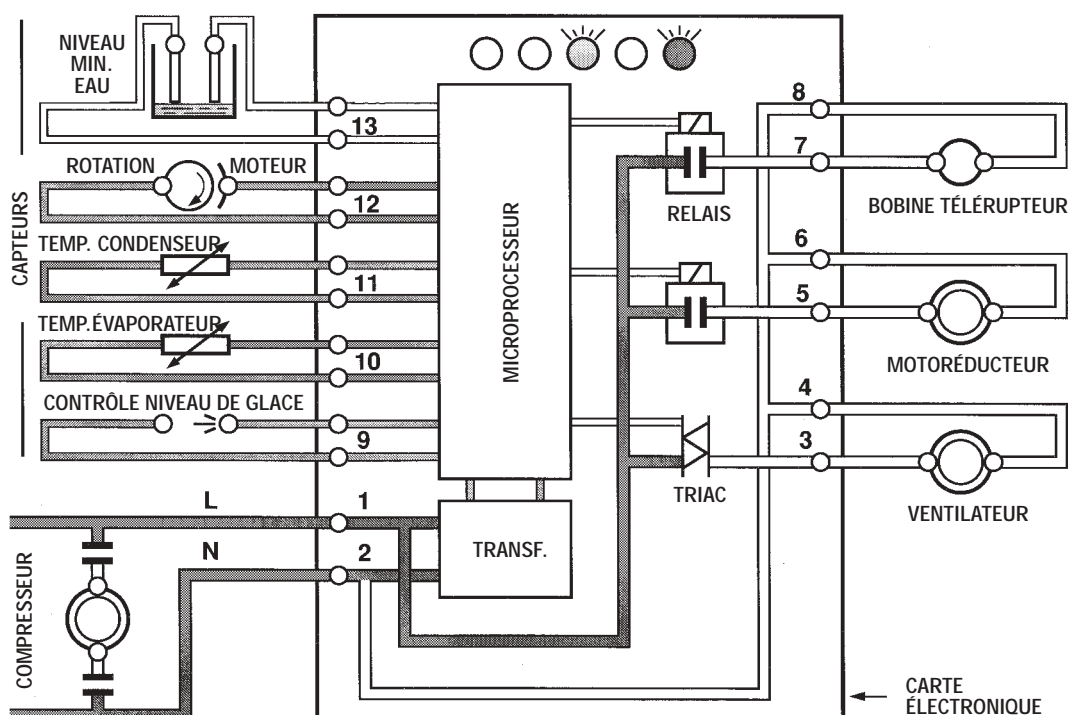 NIVEAU
MIN.
EAU
13
ROTATION
MOTEUR
12
TEMP. CONDENSEUR
11
TEMP.ÉVAPORATEUR
10
CONTRÔLE NIVEAU DE GLACE
9
CAPTEURS
L
1
N
2
COMPRESSEUR
MICROPROCESSEUR
TRANSF.
RELAIS
TRIAC
8
7
BOBINE TÉLÉRUPTEUR
6
5
MOTORÉDUCTEUR
4
3
VENTILATEUR
CARTE
ÉLECTRONIQUE